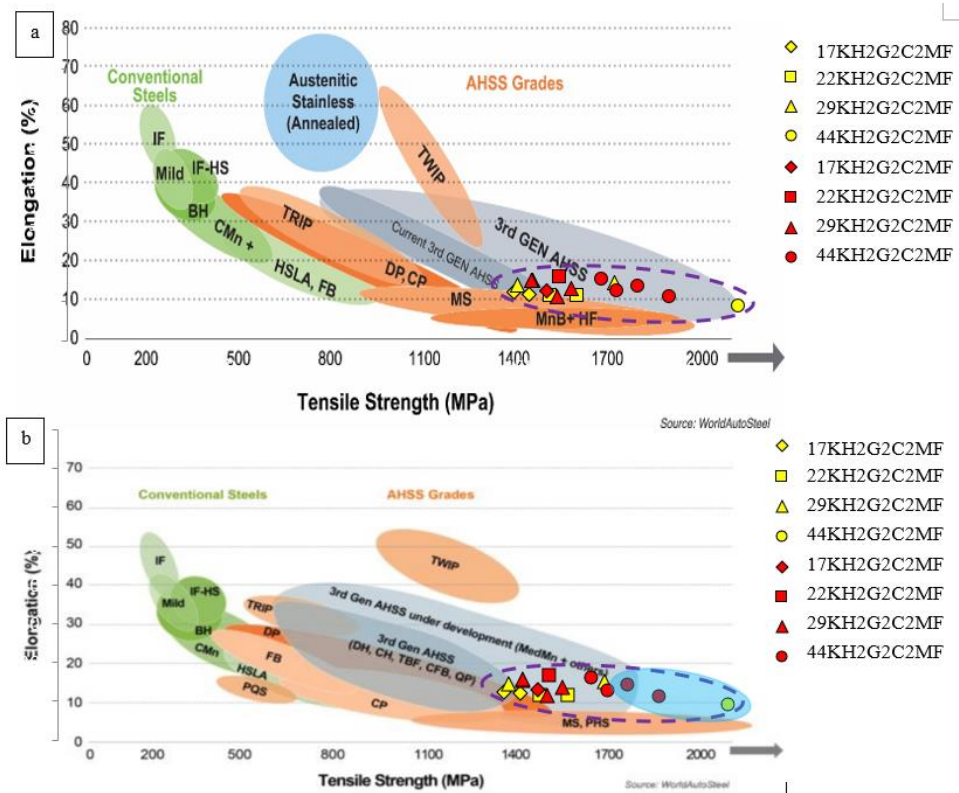 a
80
70
60
50
40
30
20
10
0
Elongation (%)
Conventional
Steels
Austenitic
Stainless
(Annealed)
AHSS Grades
IF
Mild
IF-HS
BH
CMn +
HSLA, FB
TRIP
DP, CP
TWIP
Current 3rd GEN AHSS
3rd GEN AHSS
MS
MnB+ HF
0 200 500 800 1100 1400 1700 2000
Tensile Strength (MPa)
Source: WorldAutoSteel
17KH2G2C2MF
22KH2G2C2MF
29KH2G2C2MF
44KH2G2C2MF
17KH2G2C2MF
22KH2G2C2MF
29KH2G2C2MF
44KH2G2C2MF
b
70
60
50
40
30
20
10
0
Elongation (%)
Conventional Steels
AHSS Grades
IF
Mild
IF-HS
BH
CMn
HSLA
PQS
TRIP
DP
FB
CP
TWIP
3rd Gen AHSS under development (MedMn + others)
3rd Gen AHSS
(DH, CH, TBF, CFB, QP)
MS, PHS
0 200 500 800 1100 1400 1700 2000
Tensile Strength (MPa)
Source: WorldAutoSteel
17KH2G2C2MF
22KH2G2C2MF
29KH2G2C2MF
44KH2G2C2MF
17KH2G2C2MF
22KH2G2C2MF
29KH2G2C2MF
44KH2G2C2MF